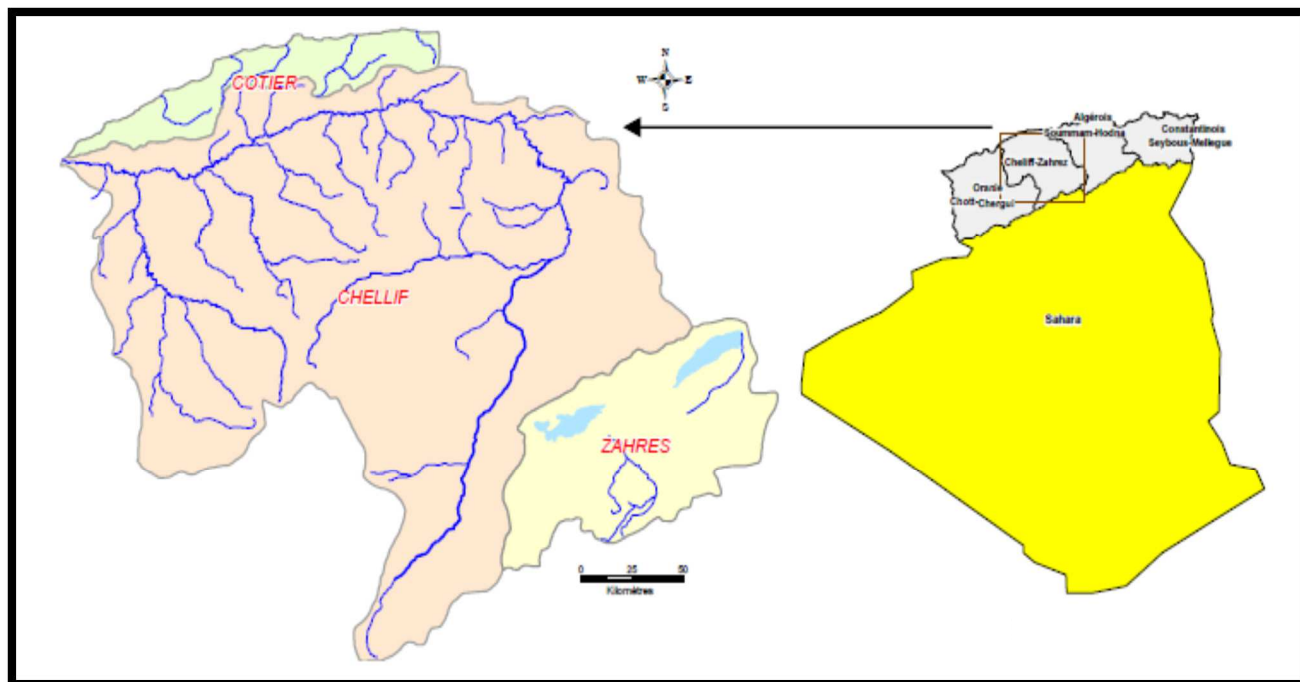 COTIER
CHELLIF
ZAHRES
N
W E
S
0 25 50
Kilomètres
Algérois
Soummam-Hodna
Constantinois
Seybous-Mellegue
Cheliff-Zahrez
Oranie
Chott-Chergui
Sahara